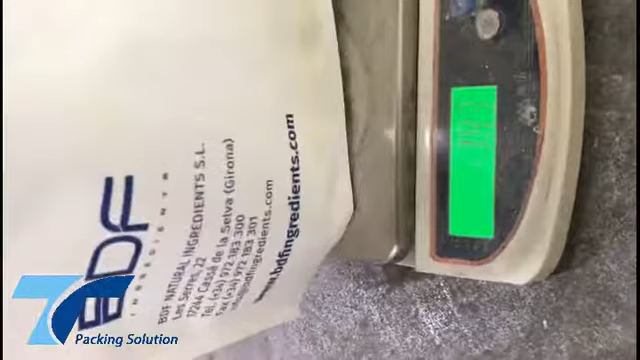 BDF
INGREDIENTS
BDF NATURAL INGREDIENTS S.L.
Les Serres, 22
17244 Cassà de la Selva (Girona)
Tel. (+34) 972 183 300
Fax (+34) 972 183 301
info@bdfingredients.com
www.bdfingredients.com
Packing Solution